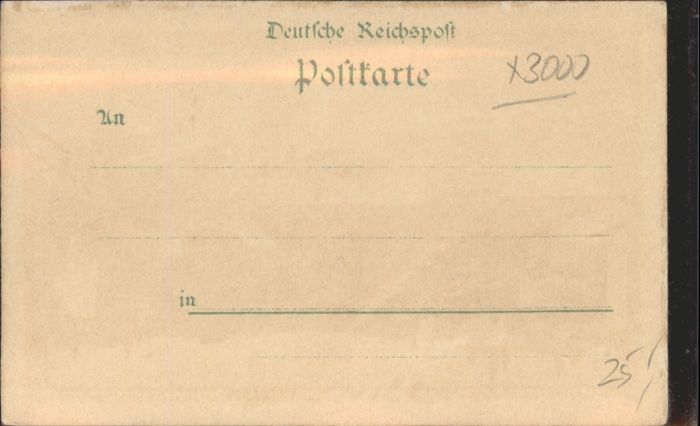 Deutſche Reichspoſt
Poſtkarte
x3000
An
in
25